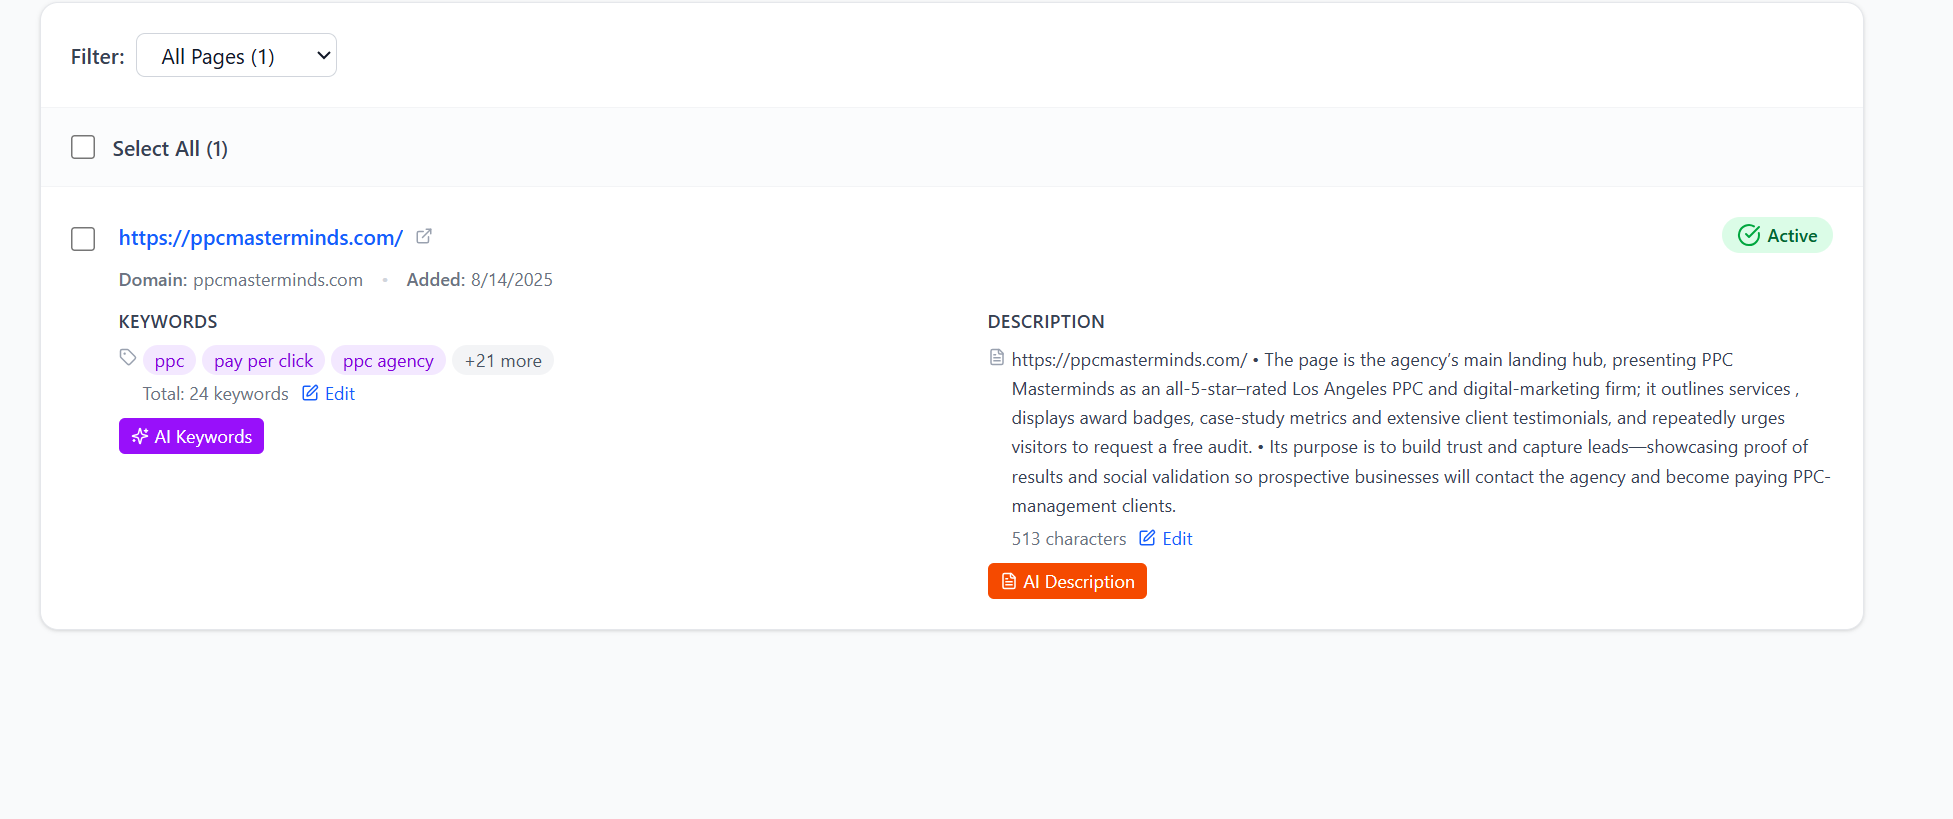 Filter: All Pages (1)
Select All (1)
https://ppcmasterminds.com/
Active
Domain: ppcmasterminds.com • Added: 8/14/2025
KEYWORDS
ppc pay per click ppc agency +21 more
Total: 24 keywords Edit
AI Keywords
DESCRIPTION
https://ppcmasterminds.com/ • The page is the agency’s main landing hub, presenting PPC
Masterminds as an all-5-star–rated Los Angeles PPC and digital-marketing firm; it outlines services ,
displays award badges, case-study metrics and extensive client testimonials, and repeatedly urges
visitors to request a free audit. • Its purpose is to build trust and capture leads—showcasing proof of
results and social validation so prospective businesses will contact the agency and become paying PPC-
management clients.
513 characters Edit
AI Description